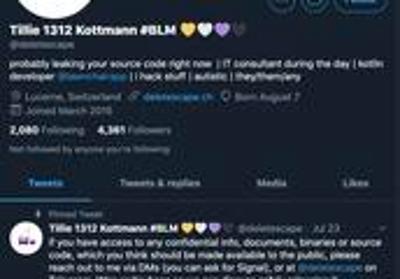 Tillie 1312 Kottmann #BLM 💛🤍💜🖤
@deletescape
probably leaking your source code right now | IT consultant during the day | kotlin
developer | i hack stuff | autistic | they/them/any
Lucerne, Switzerland deletescape.ch Born August 7
Joined March 2015
2,080 Following 4,361 Followers
Not followed by anyone you're following
Tweets Tweets & replies Media Likes
Pinned Tweet
Tillie 1312 Kottmann #BLM 💛🤍💜🖤 @deletescape · Jul 23
if you have access to any confidential info, documents, binaries or source
code, which you think should be made available to the public, please
reach out to me via DMs (you can ask for Signal), or at on